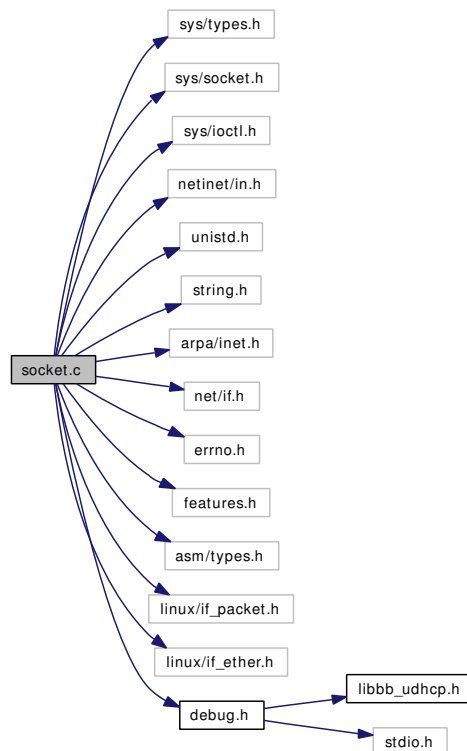 sys/types.h
sys/socket.h
sys/ioctl.h
netinet/in.h
unistd.h
string.h
arpa/inet.h
socket.c
net/if.h
errno.h
features.h
asm/types.h
linux/if_packet.h
linux/if_ether.h
libbb_udhcp.h
debug.h
stdio.h